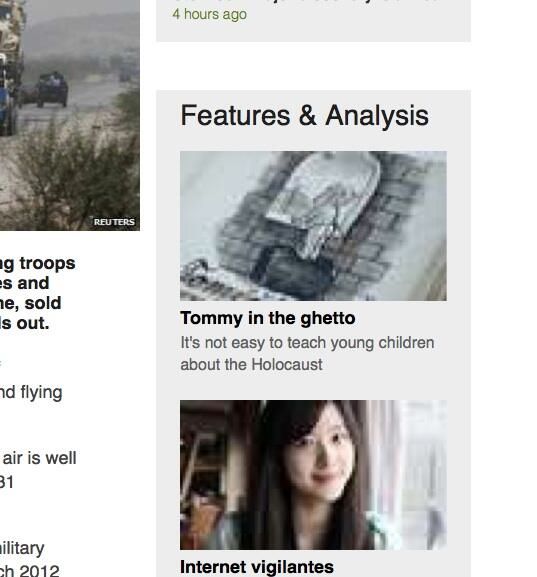 4 hours ago
Features & Analysis
REUTERS
ng troops
es and
ne, sold
ls out.
Tommy in the ghetto
It's not easy to teach young children
about the Holocaust
nd flying
air is well
31
ilitary
ch 2012
Internet vigilantes